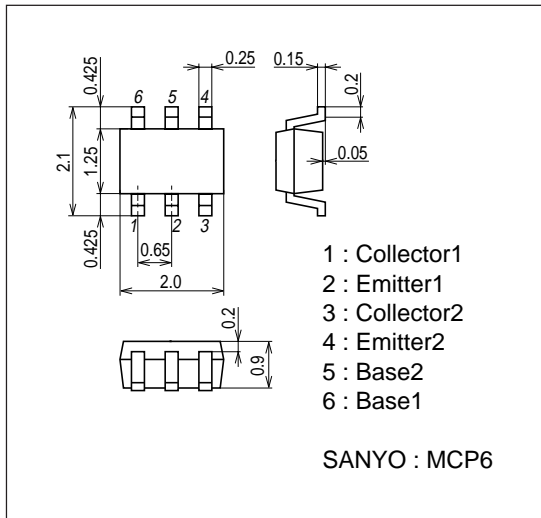 0.425
0.25
0.15
0.2
6 5 4
2.1
1.25
0.05
0.425
1 2 3
0.65
2.0
1 : Collector1
2 : Emitter1
3 : Collector2
4 : Emitter2
5 : Base2
6 : Base1
0.2
0.9
SANYO : MCP6